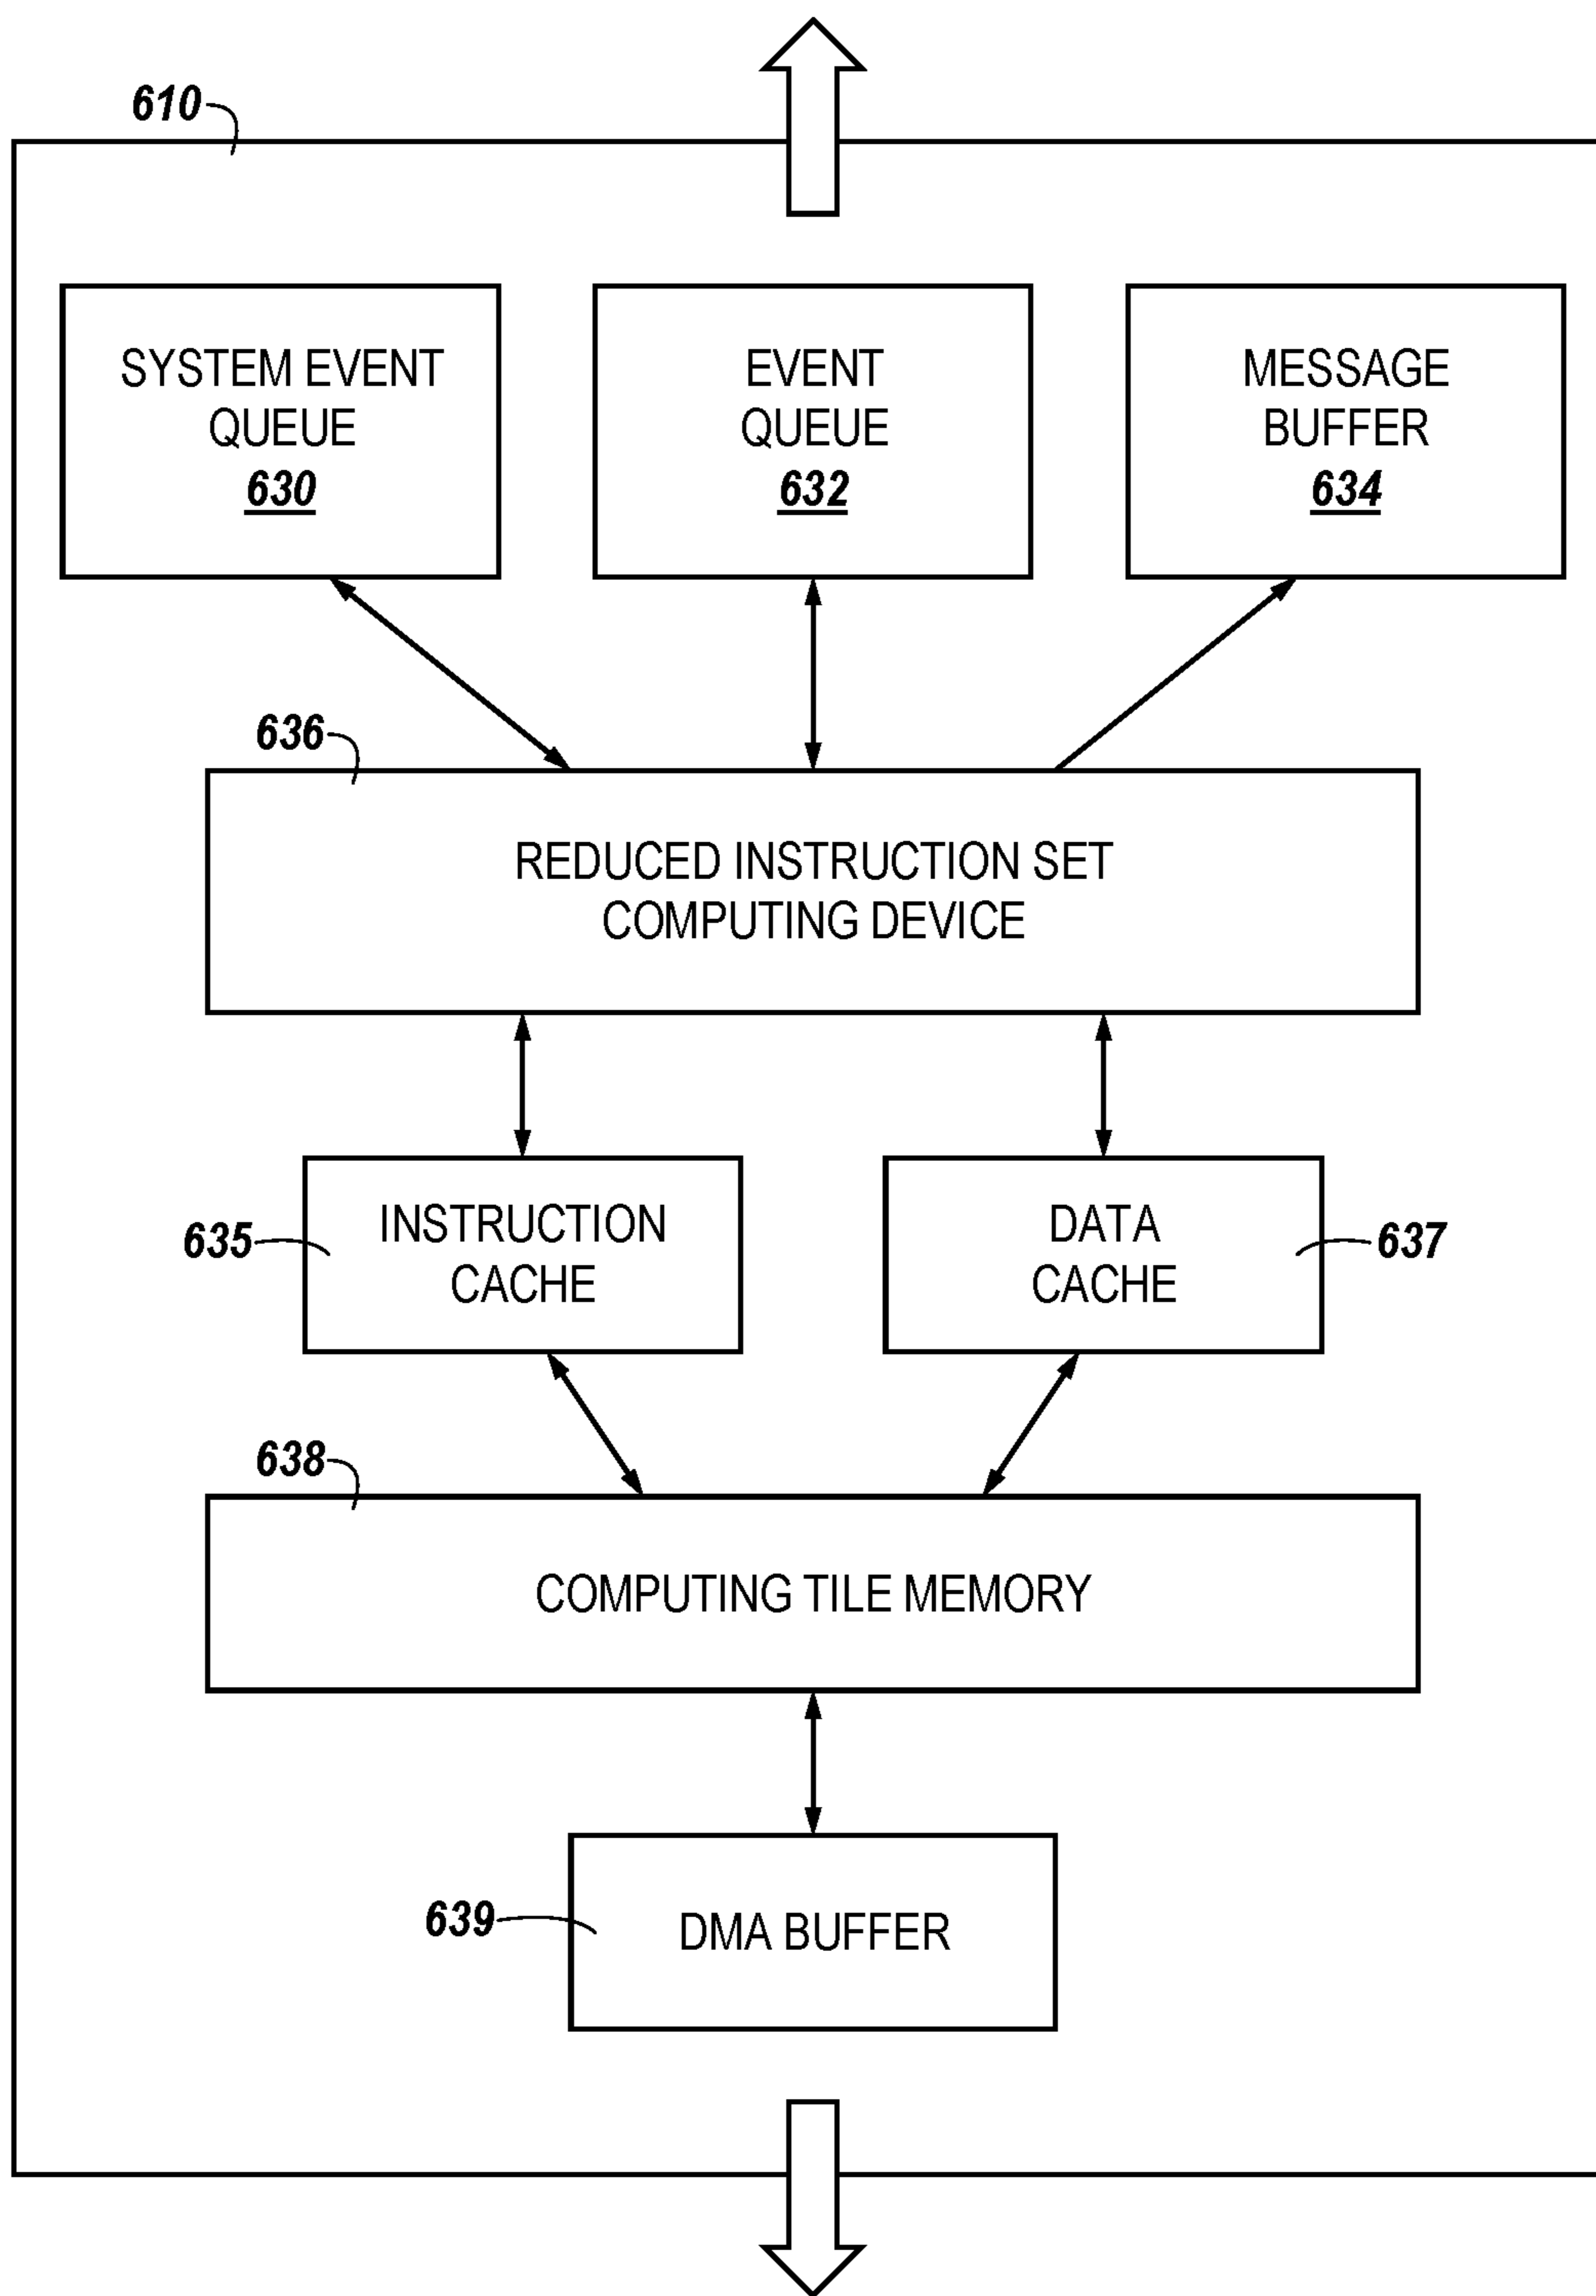 610
SYSTEM EVENT
QUEUE
630
EVENT
QUEUE
632
MESSAGE
BUFFER
634
636
REDUCED INSTRUCTION SET
COMPUTING DEVICE
635
INSTRUCTION
CACHE
DATA
CACHE
637
638
COMPUTING TILE MEMORY
639
DMA BUFFER